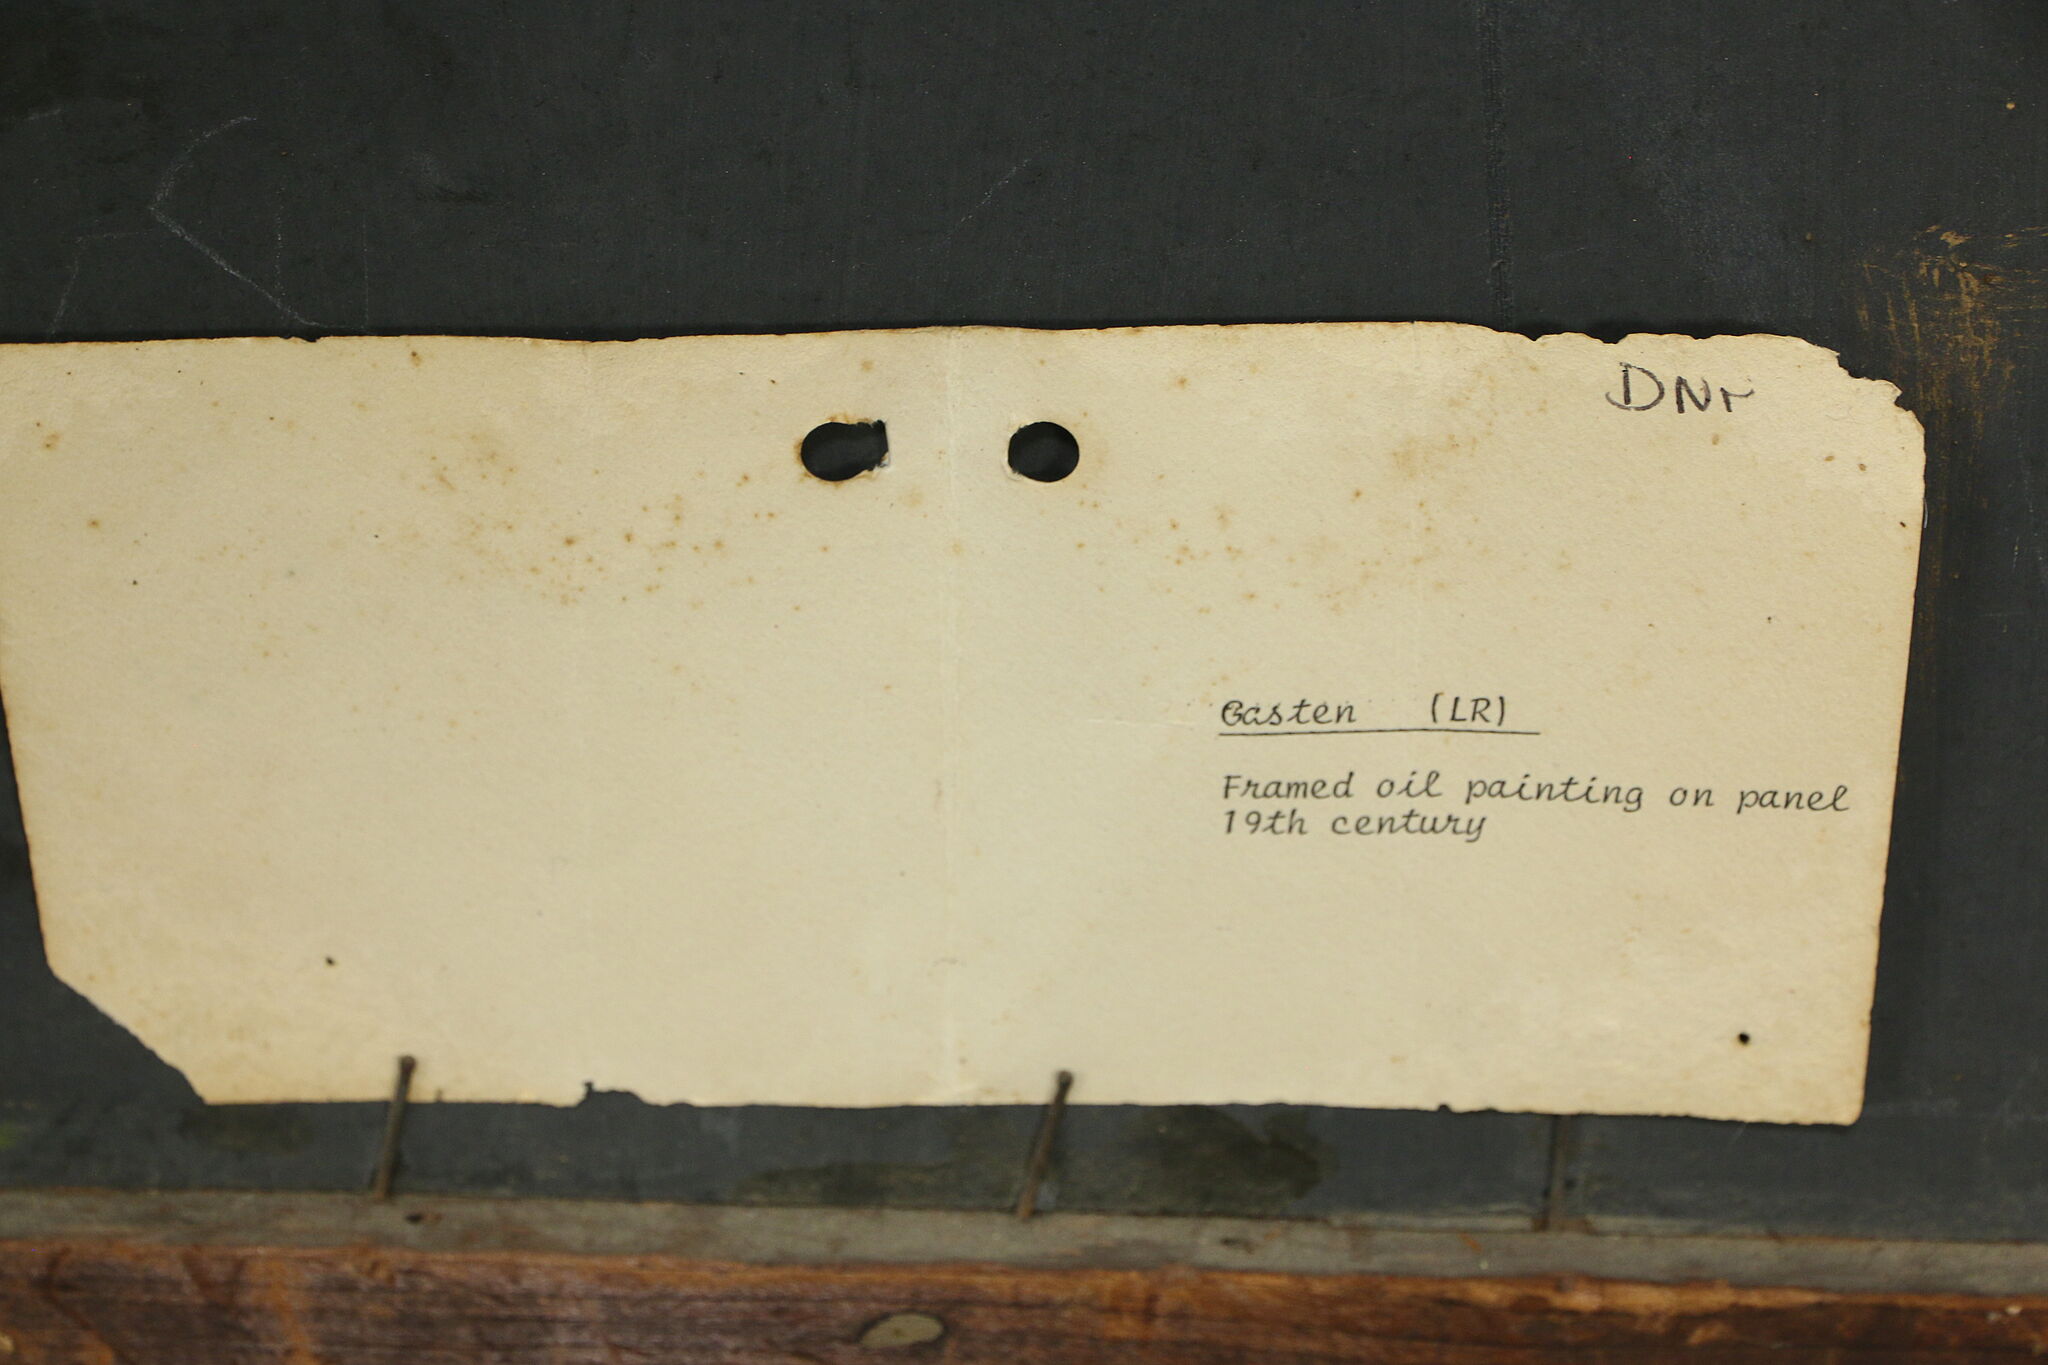 DNr
Gasten (LR)
Framed oil painting on panel
19th century